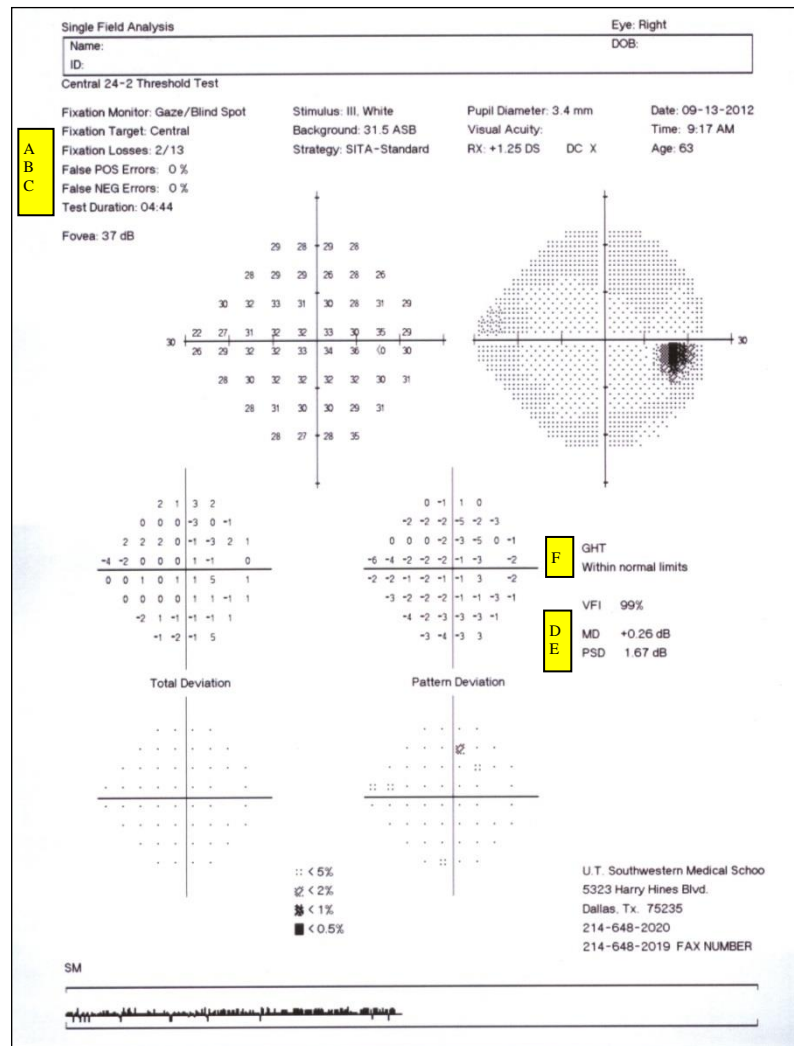 Single Field Analysis Eye: Right
Name: DOB:
ID:
Central 24-2 Threshold Test
Fixation Monitor: Gaze/Blind Spot Stimulus: III, White Pupil Diameter: 3.4 mm Date: 09-13-2012
Fixation Target: Central Background: 31.5 ASB Visual Acuity: Time: 9:17 AM
A Fixation Losses: 2/13 Strategy: SITA-Standard RX: +1.25 DS DC X Age: 63
B False POS Errors: 0 %
C False NEG Errors: 0 %
Test Duration: 04:44
Fovea: 37 dB
29 28 29 28
28 29 29 26 28 26
30 32 33 31 30 28 31 29
22 27 31 32 32 33 30 35 29
30 30
26 29 32 32 33 34 36 <0 30
28 30 32 32 32 32 30 31
28 31 30 30 29 31
28 27 28 35
2 1 3 2
0 0 0 -3 0 -1
2 2 2 0 -1 -3 2 1
-4 -2 0 0 0 1 -1 0
0 0 1 0 1 1 5 1
0 0 0 0 1 1 -1 1
-2 1 -1 -1 -1 1
-1 -2 -1 5
Total Deviation
0 -1 1 0
-2 -2 -2 -5 -2 -3
0 0 0 -2 -3 -5 0 -1
-6 -4 -2 -2 -2 -1 -3 -2
-2 -2 -1 -2 -1 -1 3 -2
-3 -2 -2 -2 -1 -1 -3 -1
-4 -2 -3 -3 -3 -1
-3 -4 -3 3
Pattern Deviation
F GHT
Within normal limits
VFI 99%
D MD +0.26 dB
E PSD 1.67 dB
< 5%
< 2%
< 1%
< 0.5%
U.T. Southwestern Medical Schoo
5323 Harry Hines Blvd.
Dallas, Tx. 75235
214-648-2020
214-648-2019 FAX NUMBER
SM